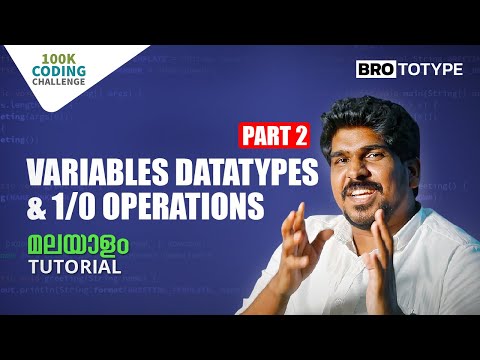 100K
CODING
CHALLENGE
BROTOTYPE
PART 2
VARIABLES DATATYPES
& 1/0 OPERATIONS
മലയാളം
TUTORIAL